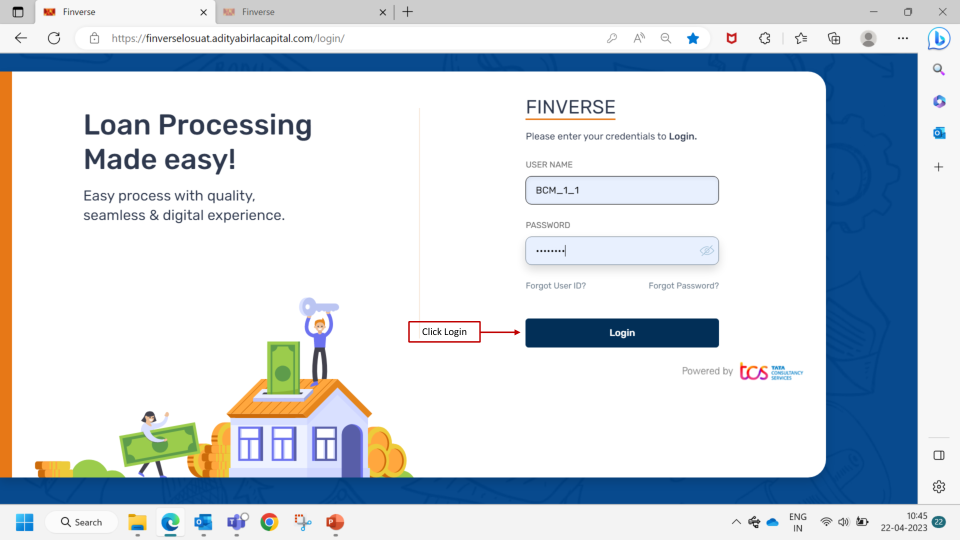 Finverse
Finverse
https://finverselosuat.adityabirlacapital.com/login/
Loan Processing
Made easy!
Easy process with quality,
seamless & digital experience.
FINVERSE
Please enter your credentials to Login.
USER NAME
BCM_1_1
PASSWORD
••••••••
Forgot User ID?
Forgot Password?
Click Login
Login
Powered by
tcs TATA
CONSULTANCY
SERVICES
Search
ENG
IN
10:45
22-04-2023
22